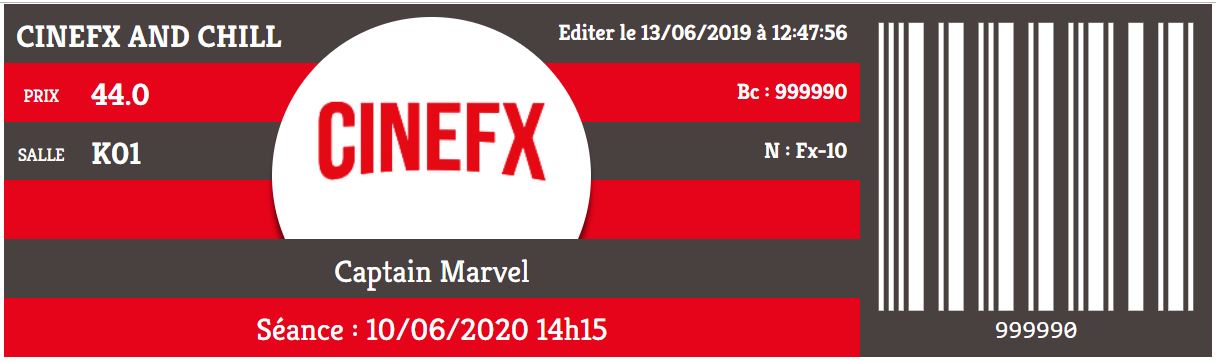 CINEFX AND CHILL
Editer le 13/06/2019 à 12:47:56
PRIX 44.0
Bc : 999990
CINEFX
SALLE K01
N : Fx-10
Captain Marvel
Séance : 10/06/2020 14h15
999990